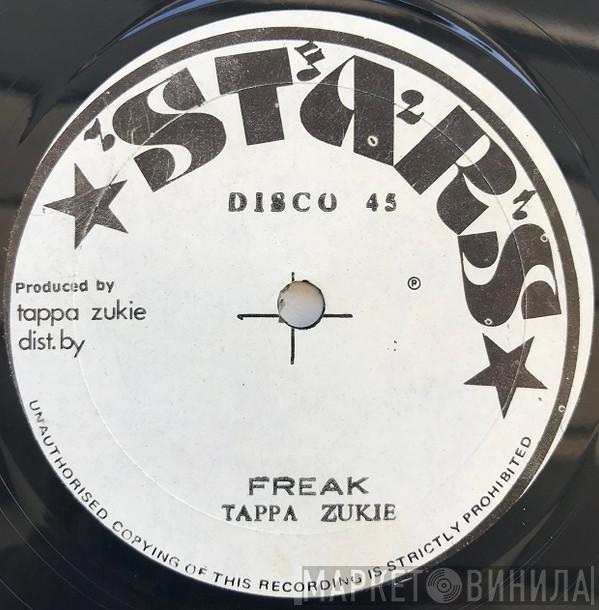 STARS
DISCO 45
Produced by
℗
tappa zukie
dist.by
FREAK
TAPPA ZUKIE
UNAUTHORISED COPYING OF THIS RECORDING IS STRICTLY PROHIBITED
МАРКЕТ ВИНИЛА